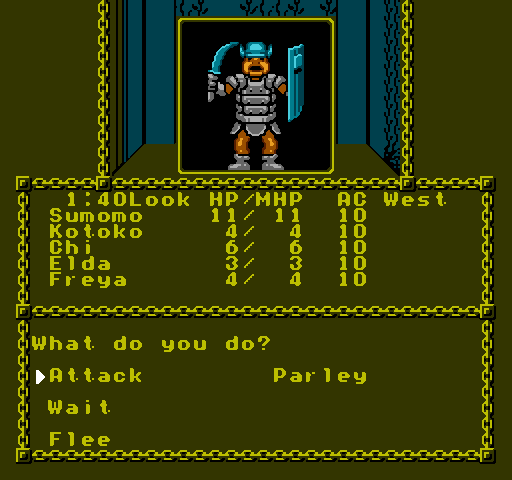 1:40Look HP/MHP AC West
Sumomo 11/ 11 10
Kotoko 4/ 4 10
Chi 6/ 6 10
Elda 3/ 3 10
Freya 4/ 4 10
What do you do?
Attack Parley
Wait
Flee